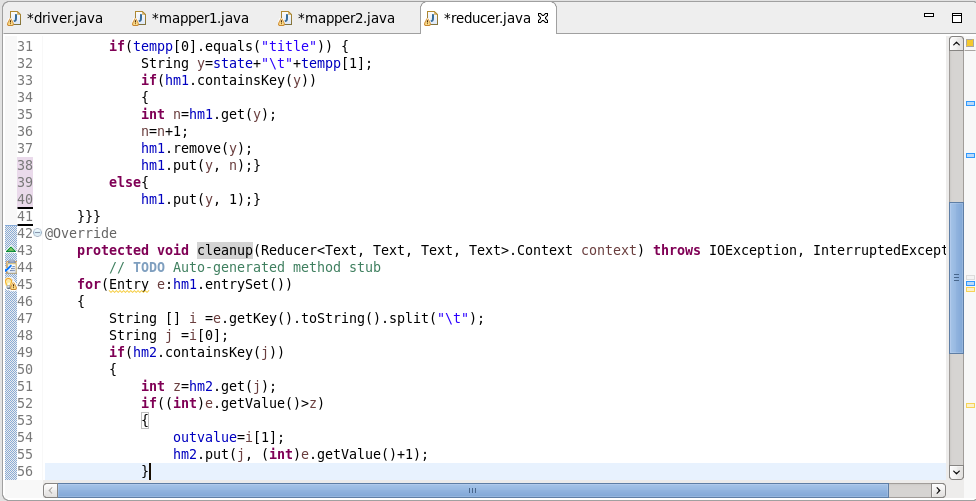 *driver.java *mapper1.java *mapper2.java *reducer.java
31 if(tempp[0].equals("title")) {
32 String y=state+"\t"+tempp[1];
33 if(hm1.containsKey(y))
34 {
35 int n=hm1.get(y);
36 n=n+1;
37 hm1.remove(y);
38 hm1.put(y, n);}
39 else{
40 hm1.put(y, 1);}
41 }}}
42 @Override
43 protected void cleanup(Reducer<Text, Text, Text, Text>.Context context) throws IOException, InterruptedExcept
44 // TODO Auto-generated method stub
45 for(Entry e:hm1.entrySet())
46 {
47 String [] i =e.getKey().toString().split("\t");
48 String j =i[0];
49 if(hm2.containsKey(j))
50 {
51 int z=hm2.get(j);
52 if((int)e.getValue()>z)
53 {
54 outvalue=i[1];
55 hm2.put(j, (int)e.getValue()+1);
56 }